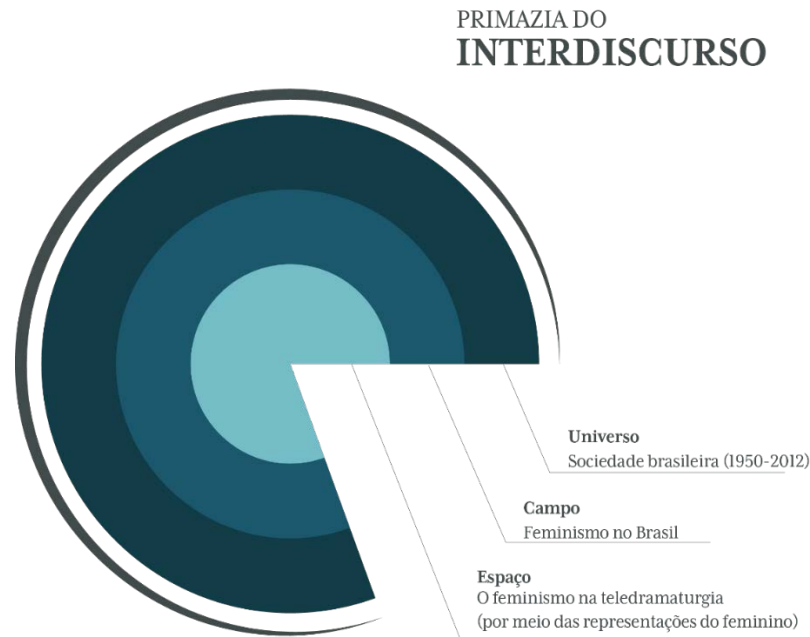 PRIMAZIA DO
INTERDISCURSO
Universo
Sociedade brasileira (1950-2012)
Campo
Feminismo no Brasil
Espaço
O feminismo na teledramaturgia
(por meio das representações do feminino)